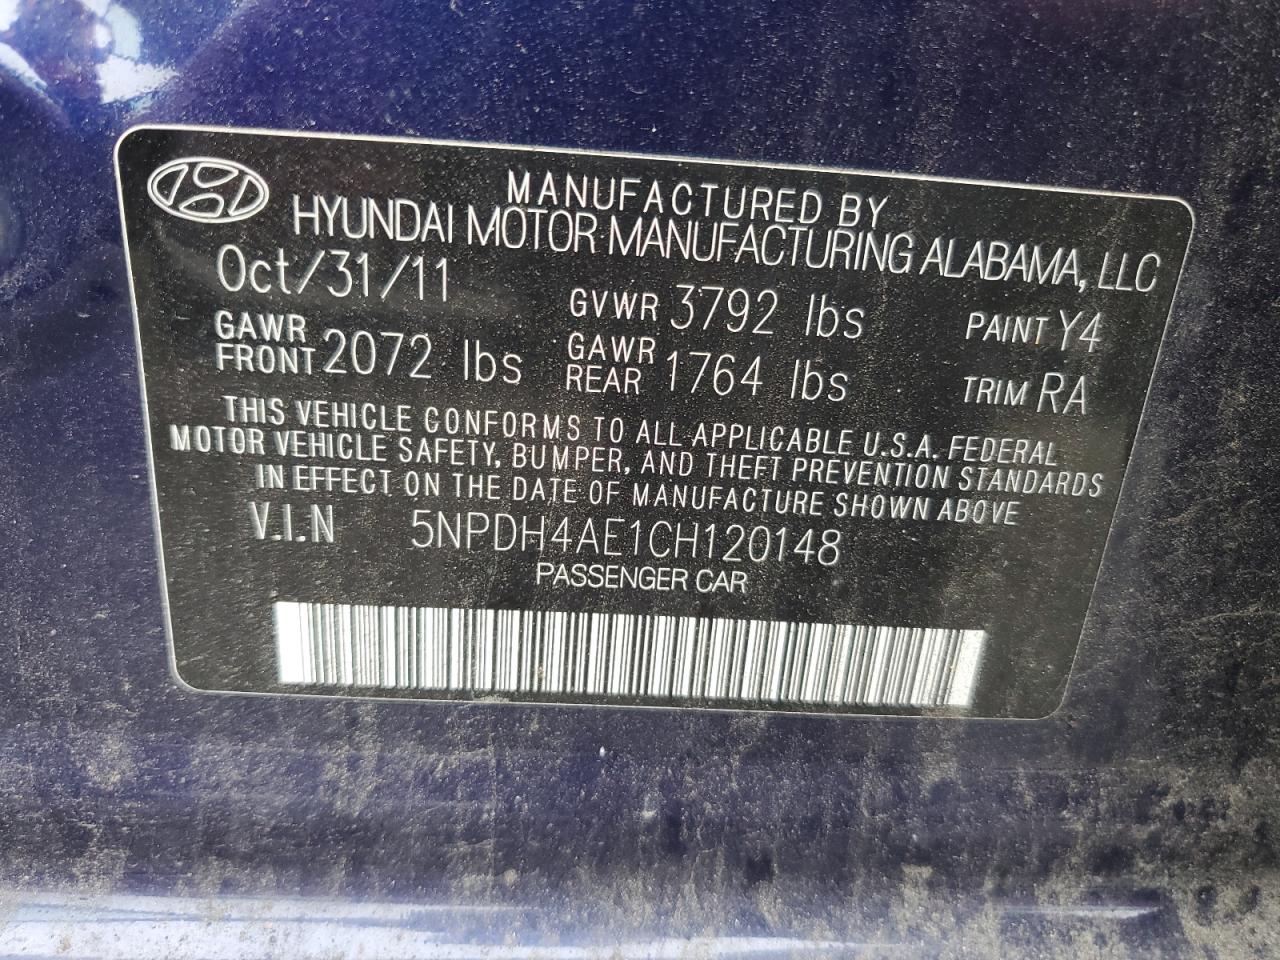 MANUFACTURED BY
HYUNDAI MOTOR MANUFACTURING ALABAMA, LLC
Oct/31/11 GVWR 3792 lbs PAINT Y4
GAWR FRONT 2072 lbs GAWR REAR 1764 lbs TRIM RA
THIS VEHICLE CONFORMS TO ALL APPLICABLE U.S.A. FEDERAL
MOTOR VEHICLE SAFETY, BUMPER, AND THEFT PREVENTION STANDARDS
IN EFFECT ON THE DATE OF MANUFACTURE SHOWN ABOVE
V.I.N 5NPDH4AE1CH120148
PASSENGER CAR